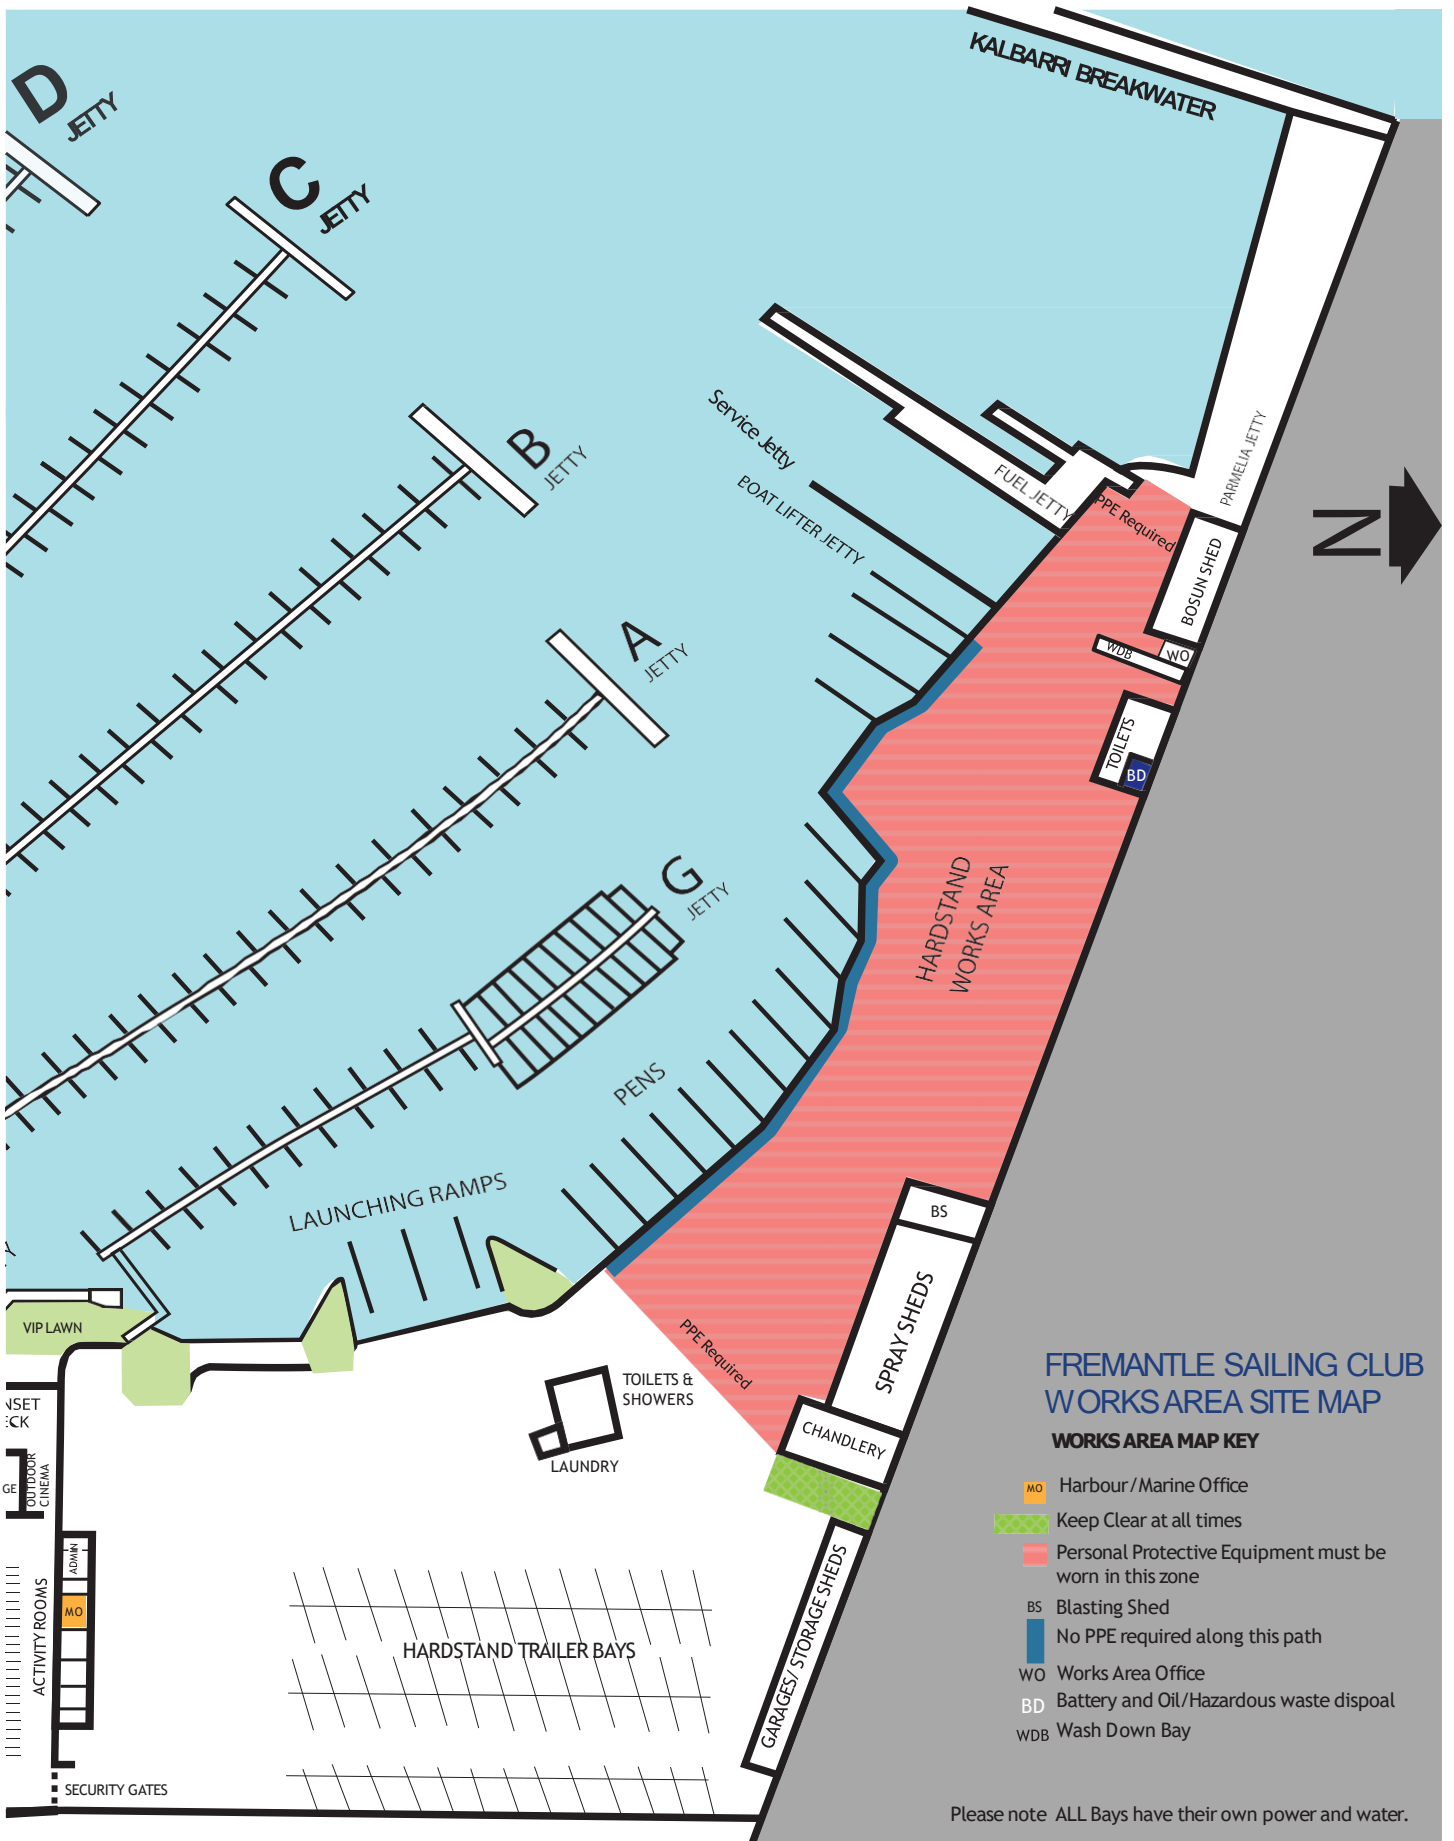 KALBARRI BREAKWATER
D
JETTY
C
JETTY
B
JETTY
Service Jetty
BOAT LIFTER JETTY
FUEL JETTY
PARMELIA JETTY
PPE Required
N
BOSUN SHED
WDB
WO
TOILETS
BD
A
JETTY
G
JETTY
HARDSTAND
WORKS AREA
PENS
LAUNCHING RAMPS
BS
SPRAY SHEDS
Y
VIP LAWN
PPE Required
TOILETS &
SHOWERS
LAUNDRY
CHANDLERY
NSET
ECK
GE
OUTDOOR
CINEMA
ADMIN
MO
ACTIVITY ROOMS
HARDSTAND TRAILER BAYS
GARAGES/ STORAGE SHEDS
SECURITY GATES
FREMANTLE SAILING CLUB
WORKS AREA SITE MAP
WORKS AREA MAP KEY
MO Harbour/Marine Office
Keep Clear at all times
Personal Protective Equipment must be
worn in this zone
BS Blasting Shed
No PPE required along this path
WO Works Area Office
BD Battery and Oil/Hazardous waste dispoal
WDB Wash Down Bay
Please note ALL Bays have their own power and water.